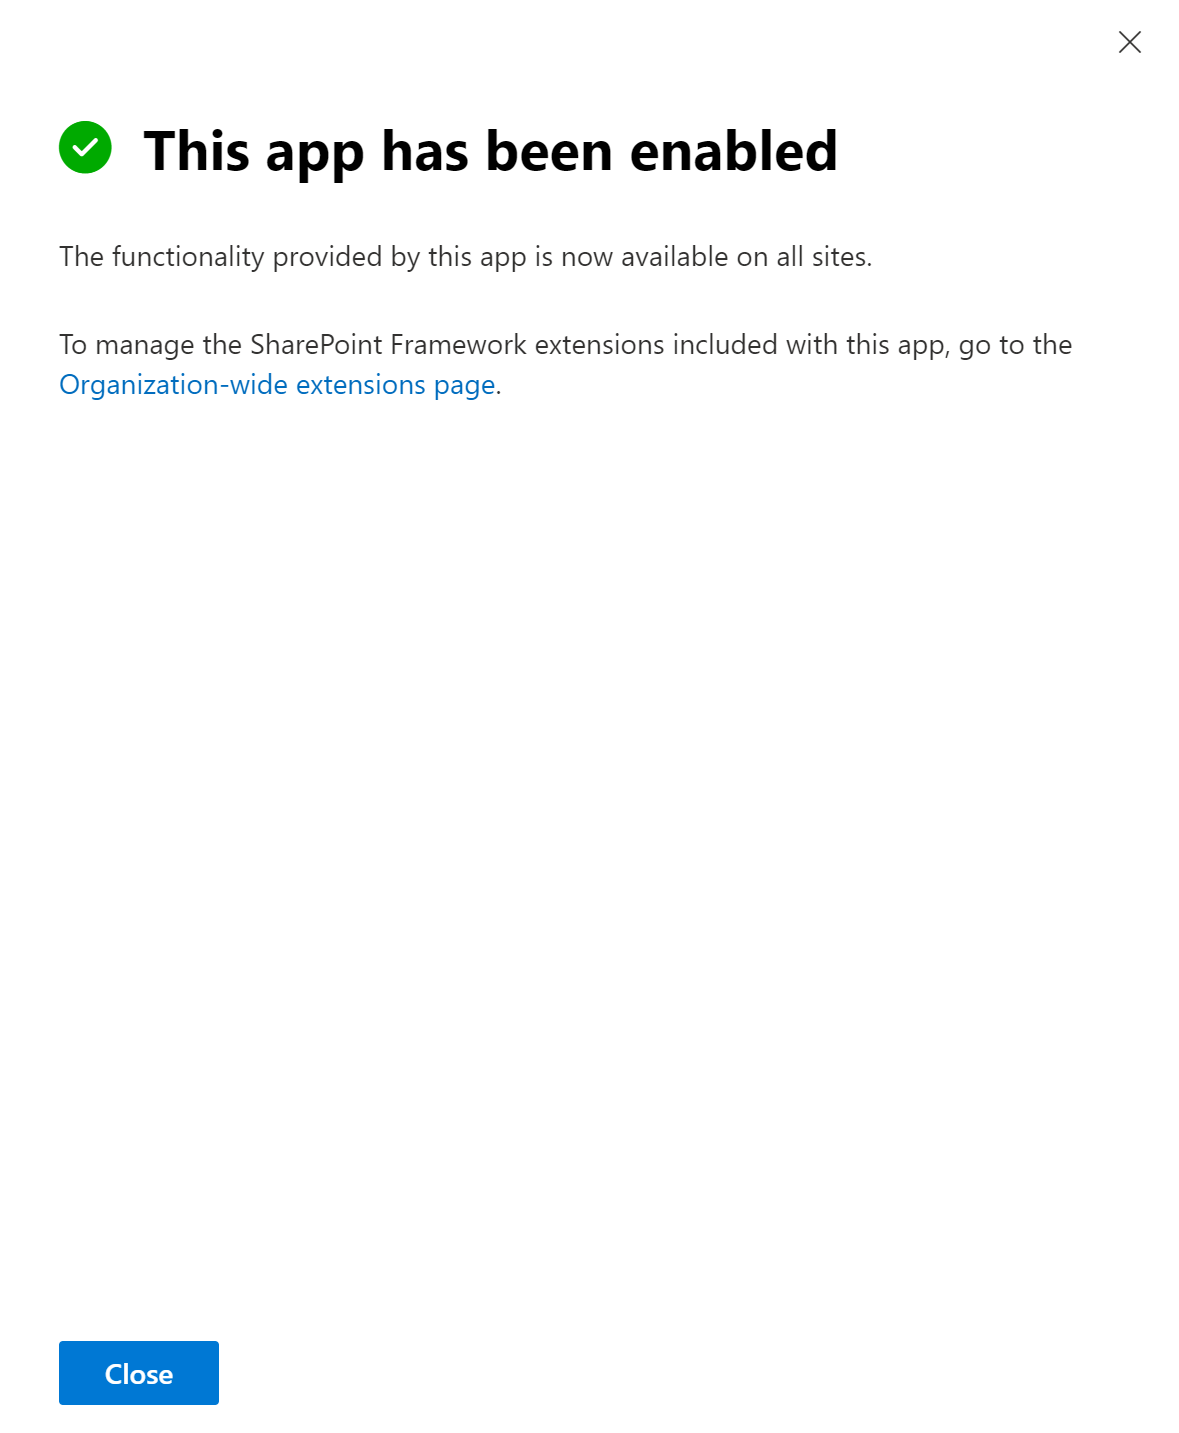 This app has been enabled
The functionality provided by this app is now available on all sites.
To manage the SharePoint Framework extensions included with this app, go to the
Organization-wide extensions page.
Close